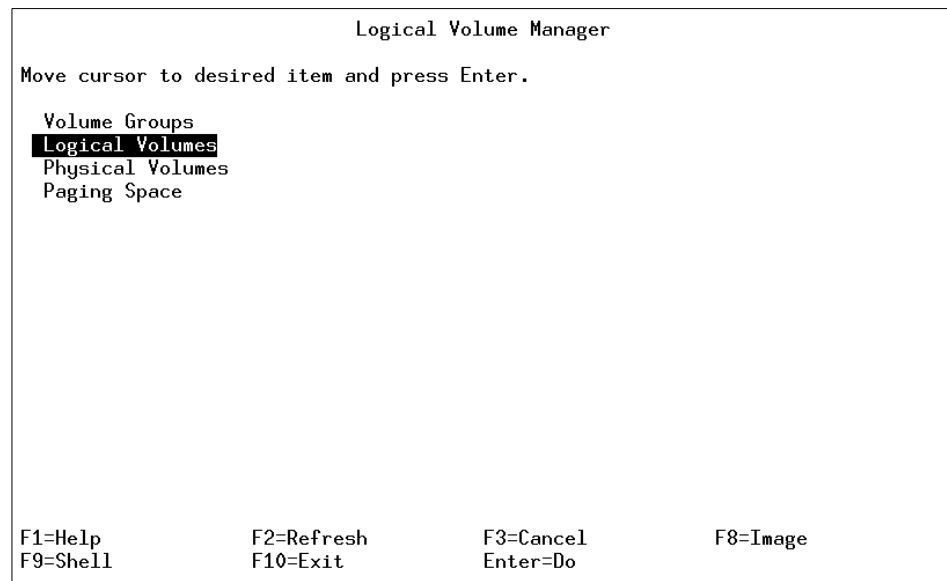 Logical Volume Manager
Move cursor to desired item and press Enter.
Volume Groups
Logical Volumes
Physical Volumes
Paging Space
F1=Help F2=Refresh F3=Cancel F8=Image
F9=Shell F10=Exit Enter=Do